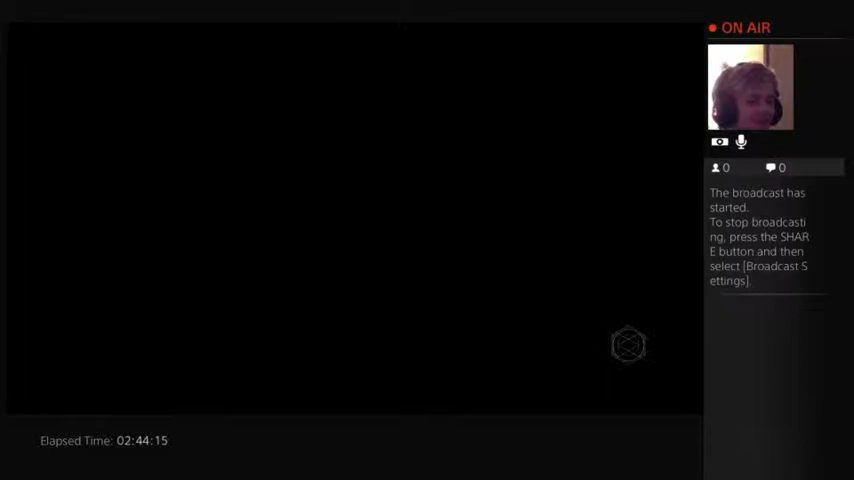 ON AIR
0 0
The broadcast has
started.
To stop broadcasti
ng, press the SHAR
E button and then
select [Broadcast S
ettings].
Elapsed Time: 02:44:15